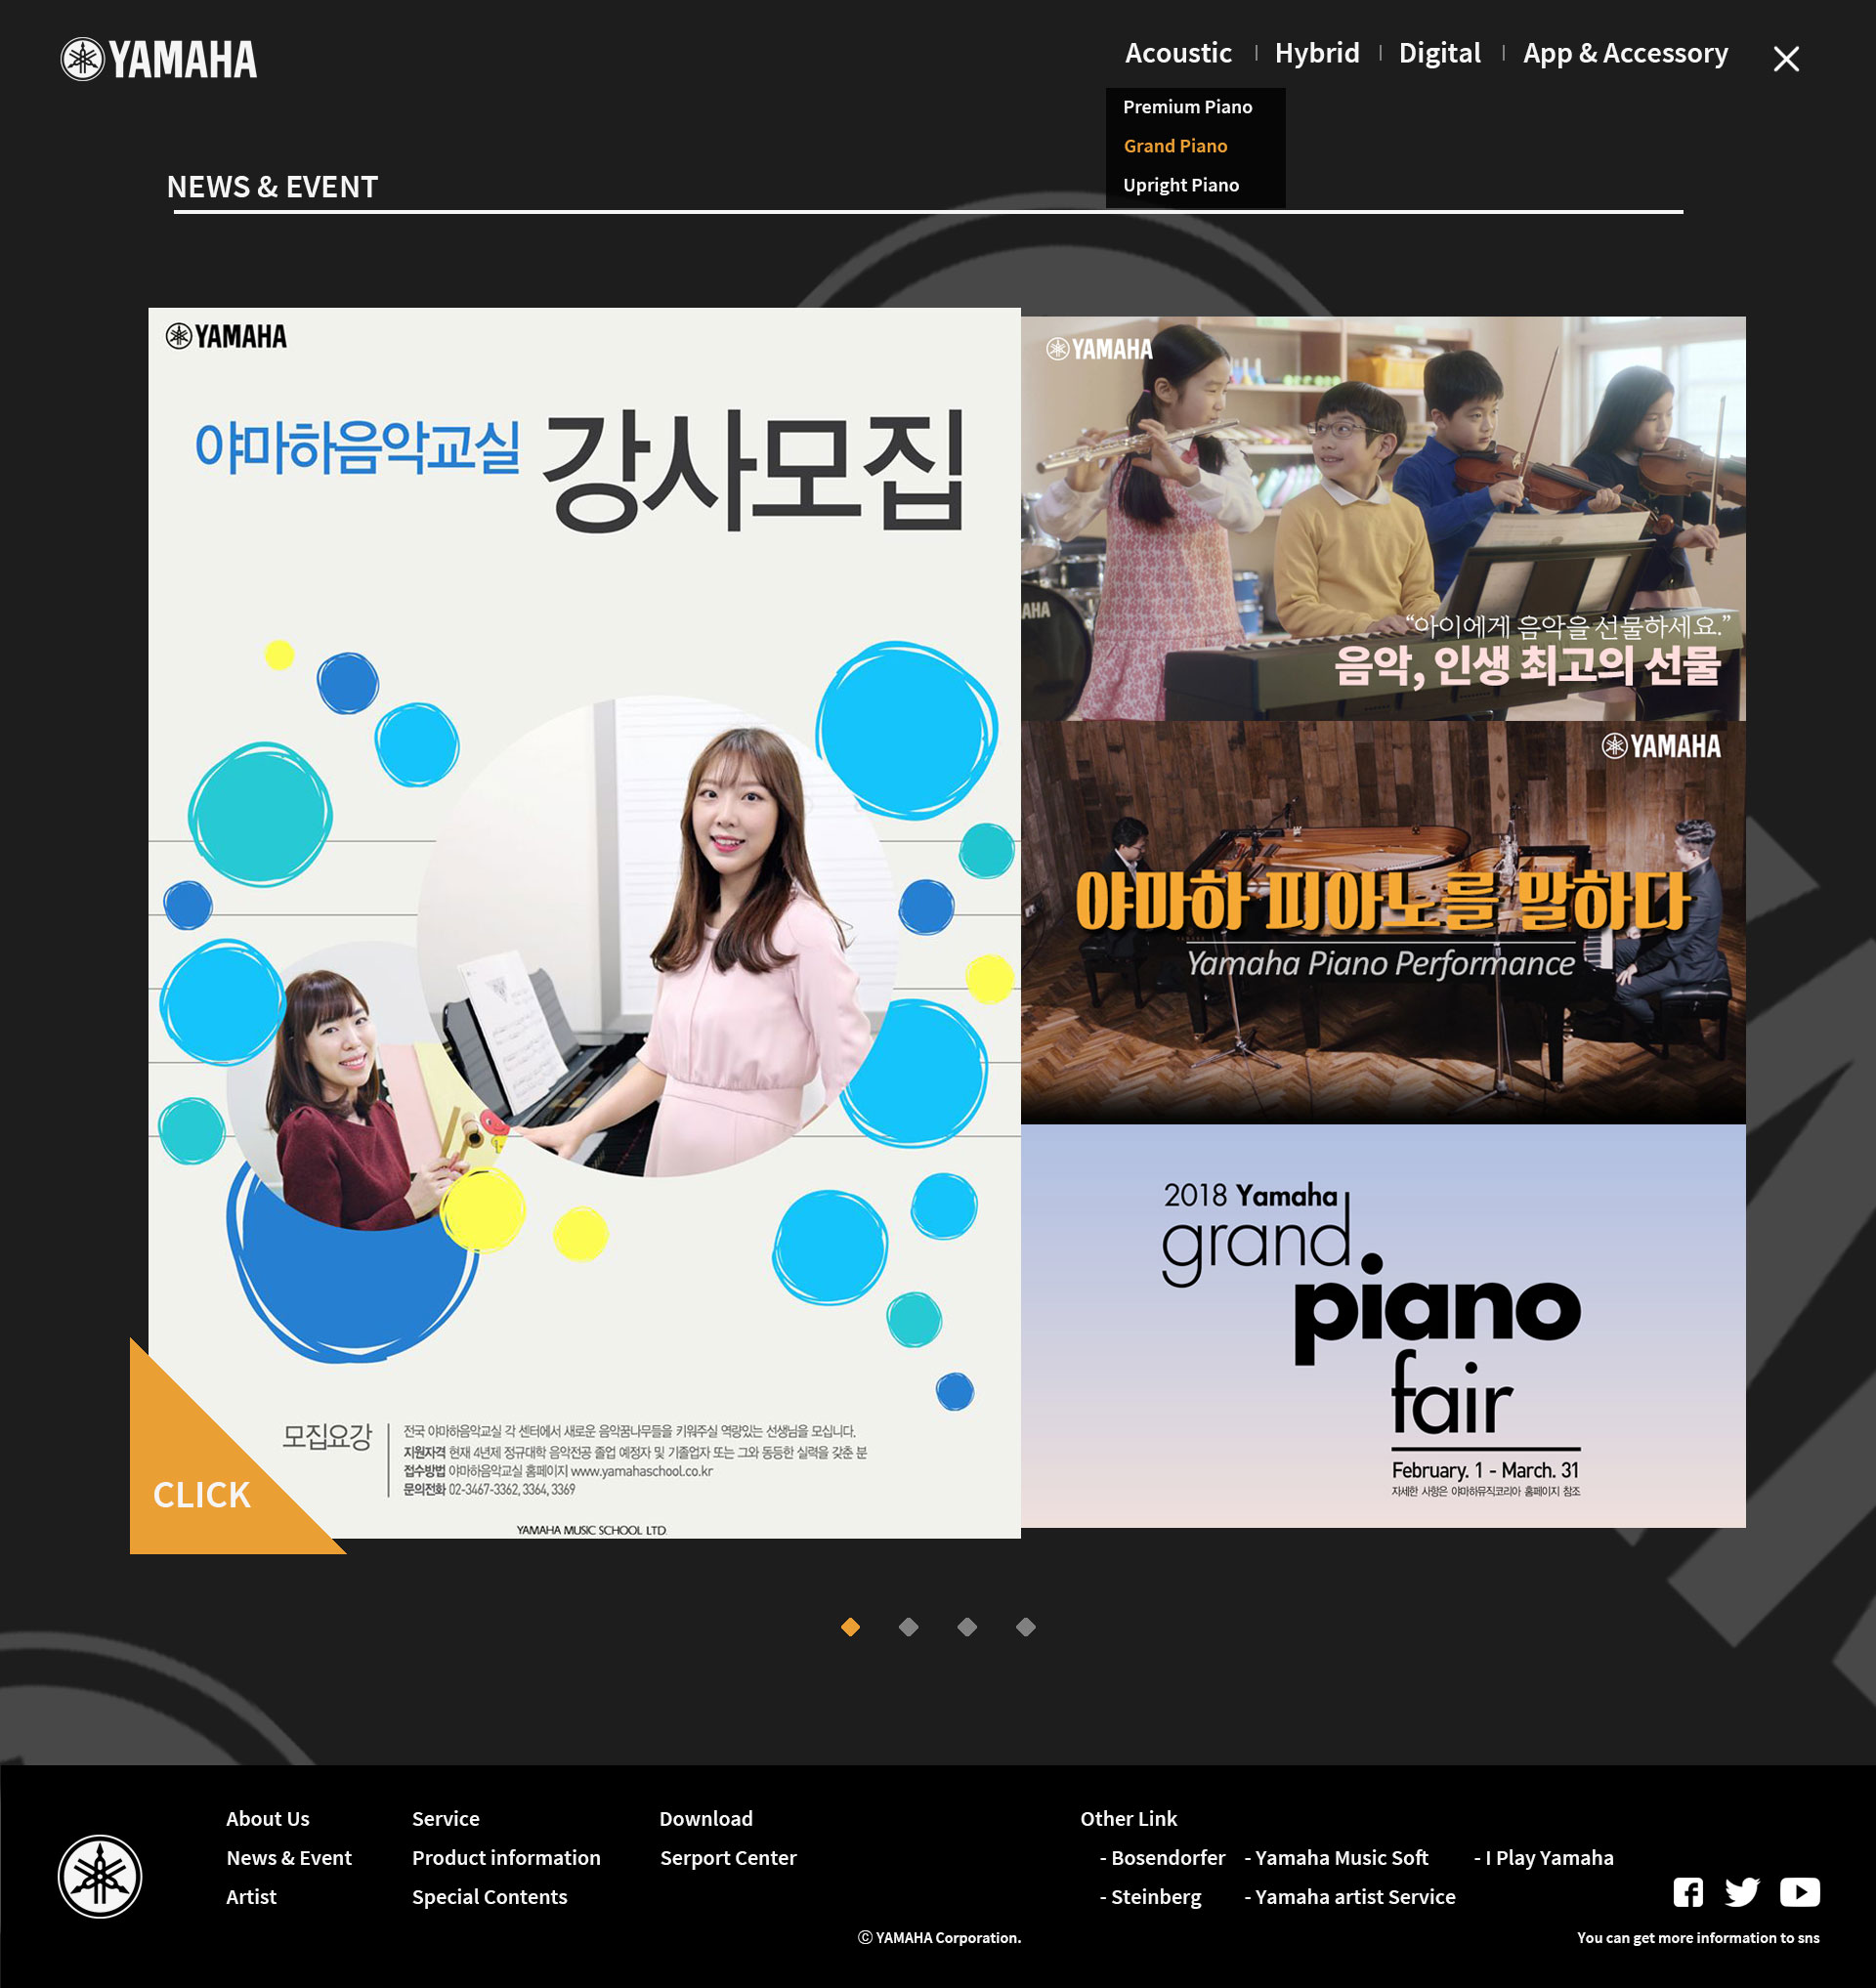 YAMAHA
Acoustic | Hybrid | Digital | App & Accessory
Premium Piano
Grand Piano
Upright Piano
NEWS & EVENT
YAMAHA
야마하음악교실 강사모집
모집요강
전국 야마하음악교실 각 센터에서 새로운 음악꿈나무들을 키워주실 역량있는 선생님을 모십니다.
지원자격 현재 4년제 정규대학 음악전공 졸업 예정자 및 기졸업자 또는 그와 동등한 실력을 갖춘 분
접수방법 야마하음악교실 홈페이지 www.yamahaschool.co.kr
문의전화 02-3467-3362, 3364, 3369
YAMAHA MUSIC SCHOOL LTD.
CLICK
YAMAHA
AHA
“아이에게 음악을 선물하세요.”
음악, 인생 최고의 선물
YAMAHA
야마하 피아노를 말하다
Yamaha Piano Performance
2018 Yamaha
grand
piano
fair
February. 1 - March. 31
자세한 사항은 야마하뮤직코리아 홈페이지 참조
About Us
News & Event
Artist
Service
Product information
Special Contents
Download
Serport Center
Other Link
- Bosendorfer - Yamaha Music Soft - I Play Yamaha
- Steinberg - Yamaha artist Service
ⓒ YAMAHA Corporation.
You can get more information to sns